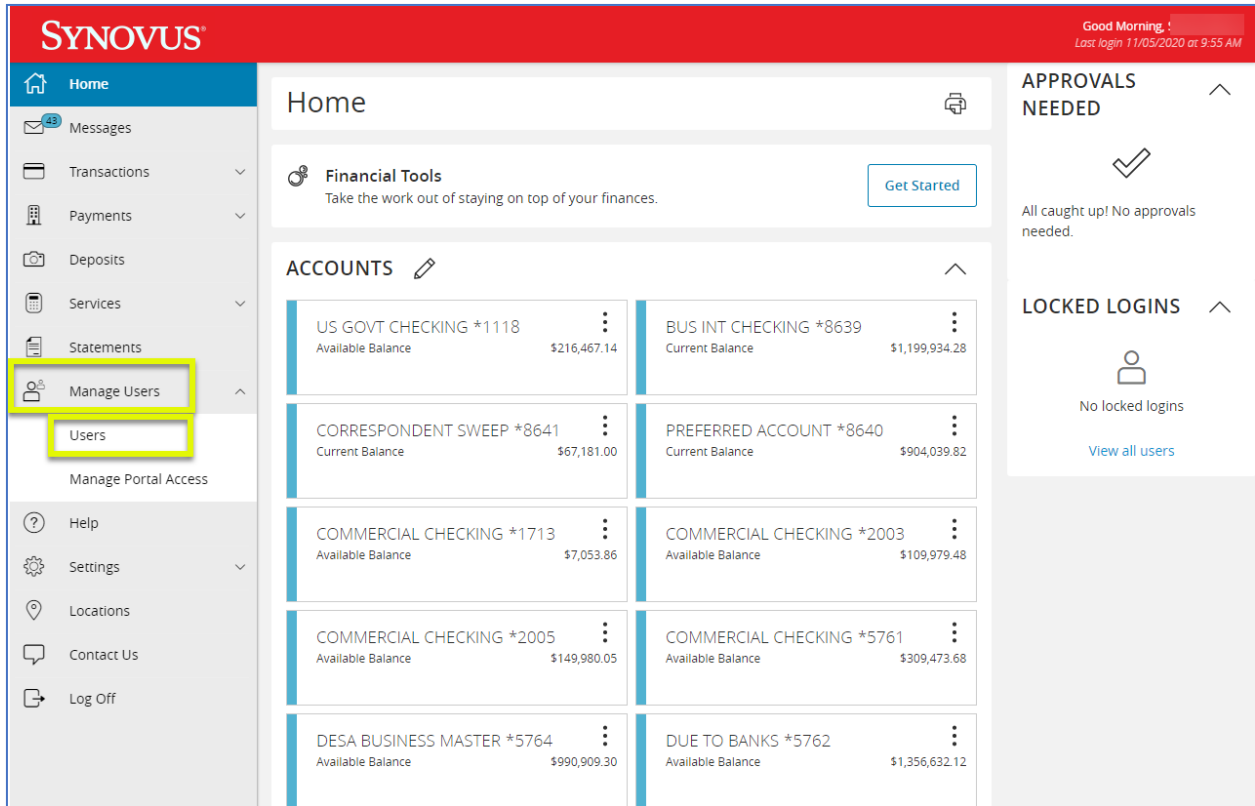 SYNOVUS®
Good Morning,
Last login 11/05/2020 at 9:55 AM
Home
43
Messages
Transactions
Payments
Deposits
Services
Statements
Manage Users
Users
Manage Portal Access
Help
Settings
Locations
Contact Us
Log Off
Home
Financial Tools
Take the work out of staying on top of your finances.
Get Started
ACCOUNTS
US GOVT CHECKING *1118
Available Balance $216,467.14
BUS INT CHECKING *8639
Current Balance $1,199,934.28
CORRESPONDENT SWEEP *8641
Current Balance $67,181.00
PREFERRED ACCOUNT *8640
Current Balance $904,039.82
COMMERCIAL CHECKING *1713
Available Balance $7,053.86
COMMERCIAL CHECKING *2003
Available Balance $109,979.48
COMMERCIAL CHECKING *2005
Available Balance $149,980.05
COMMERCIAL CHECKING *5761
Available Balance $309,473.68
DESA BUSINESS MASTER *5764
Available Balance $990,909.30
DUE TO BANKS *5762
Available Balance $1,356,632.12
APPROVALS
NEEDED
All caught up! No approvals
needed.
LOCKED LOGINS
No locked logins
View all users